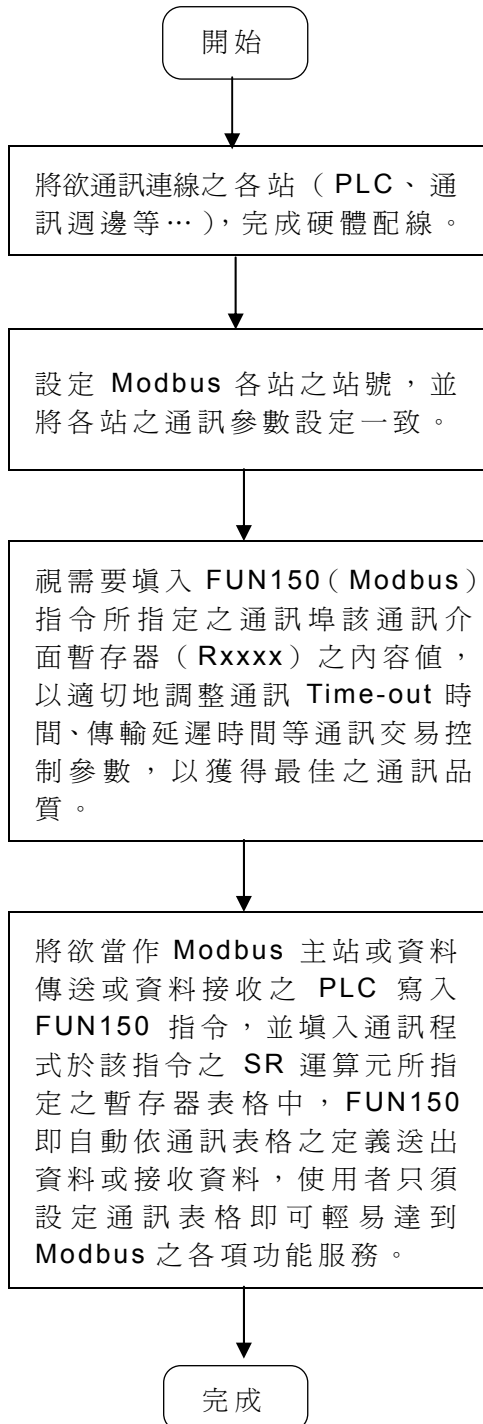 開始
將欲通訊連線之各站（PLC、通
訊週邊等…），完成硬體配線。
設定 Modbus 各站之站號，並
將各站之通訊參數設定一致。
視需要填入 FUN150（Modbus）
指令所指定之通訊埠該通訊介
面暫存器（Rxxxx）之內容值，
以適切地調整通訊 Time-out 時
間、傳輸延遲時間等通訊交易控
制參數，以獲得最佳之通訊品
質。
將欲當作 Modbus 主站或資料
傳送或資料接收之 PLC 寫入
FUN150 指令，並填入通訊程
式於該指令之 SR 運算元所指
定之暫存器表格中，FUN150
即自動依通訊表格之定義送出
資料或接收資料，使用者只須
設定通訊表格即可輕易達到
Modbus 之各項功能服務。
完成